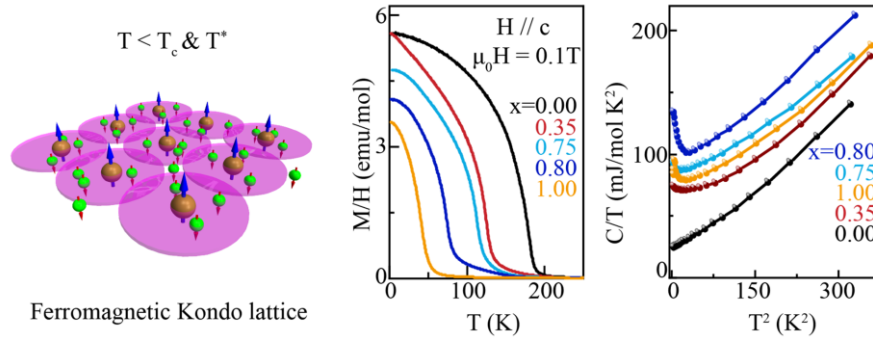 T < Tc & T*
Ferromagnetic Kondo lattice
6
3
0
M/H (emu/mol)
H // c
μ0H = 0.1T
x=0.00
0.35
0.75
0.80
1.00
0
100
200
T (K)
200
100
0
C/T (mJ/mol K²)
x=0.80
0.75
1.00
0.35
0.00
0
150
300
T² (K²)